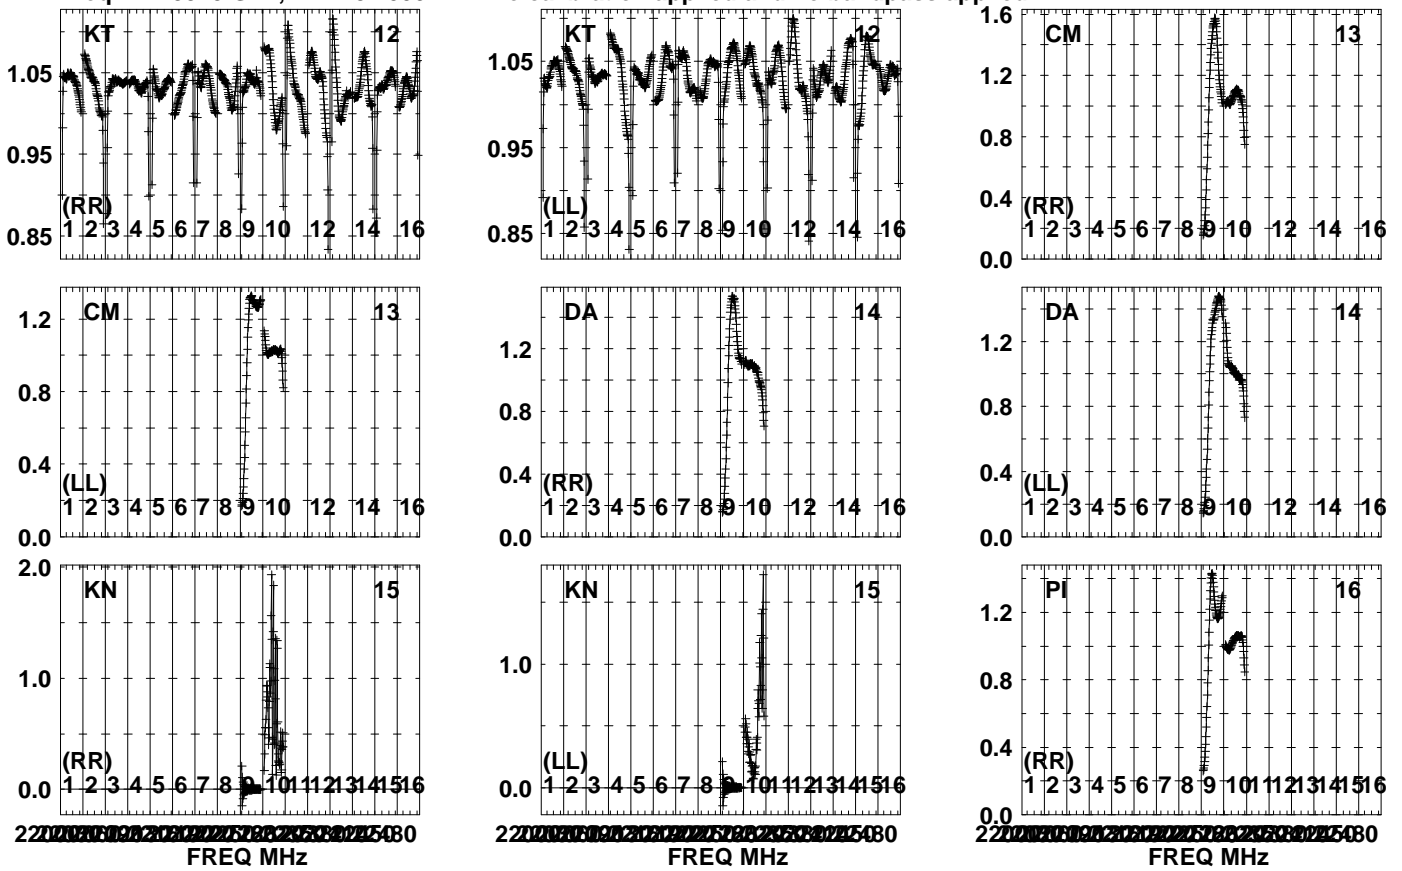 KT 12
1.05
0.95
0.85
(RR)
1 2 3 4 5 6 7 8 9 10 12 14 16
KT 12
1.05
0.95
0.85
(LL)
1 2 3 4 5 6 7 8 9 10 12 14 16
CM 13
1.6
1.2
0.8
0.4
0.0
(RR)
1 2 3 4 5 6 7 8 9 10 12 14 16
CM 13
1.2
0.8
0.4
0.0
(LL)
1 2 3 4 5 6 7 8 9 10 12 14 16
DA 14
1.2
0.8
0.4
0.0
(RR)
1 2 3 4 5 6 7 8 9 10 12 14 16
DA 14
1.2
0.8
0.4
0.0
(LL)
1 2 3 4 5 6 7 8 9 10 12 14 16
KN 15
2.0
1.0
0.0
(RR)
1 2 3 4 5 6 7 8 9 10 11 12 13 14 15 16
FREQ MHz
KN 15
1.0
0.0
(LL)
1 2 3 4 5 6 7 8 9 10 11 12 13 14 15 16
FREQ MHz
PI 16
1.2
0.8
0.4
0.0
(RR)
1 2 3 4 5 6 7 8 9 10 11 12 13 14 15 16
FREQ MHz